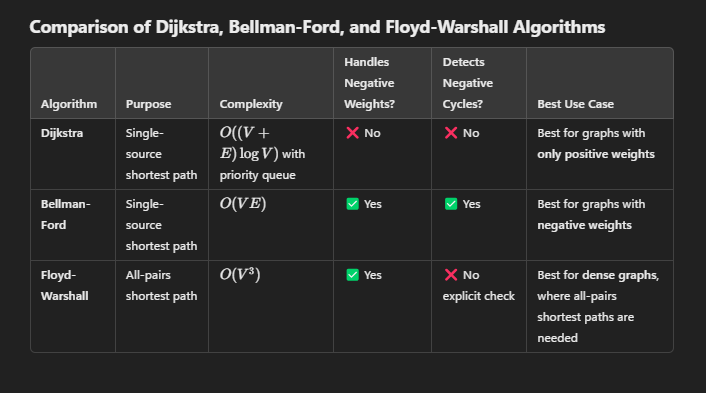 Comparison of Dijkstra, Bellman-Ford, and Floyd-Warshall Algorithms
Algorithm
Purpose
Complexity
Handles
Negative
Weights?
Detects
Negative
Cycles?
Best Use Case
Dijkstra
Single-
source
shortest path
O((V +
E) log V) with
priority queue
❌ No
❌ No
Best for graphs with
only positive weights
Bellman-
Ford
Single-
source
shortest path
O(VE)
✅ Yes
✅ Yes
Best for graphs with
negative weights
Floyd-
Warshall
All-pairs
shortest path
O(V³)
✅ Yes
❌ No
explicit check
Best for dense graphs,
where all-pairs
shortest paths are
needed